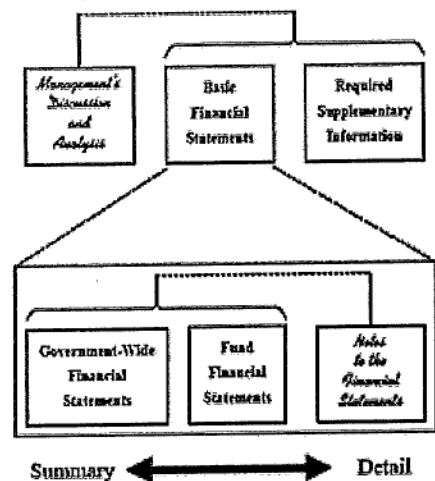 Management's
Discussion
and
Analysis
Basic
Financial
Statements
Required
Supplementary
Information
Government-Wide
Financial
Statements
Fund
Financial
Statements
Notes
to the
Financial
Statements
Summary
Detail